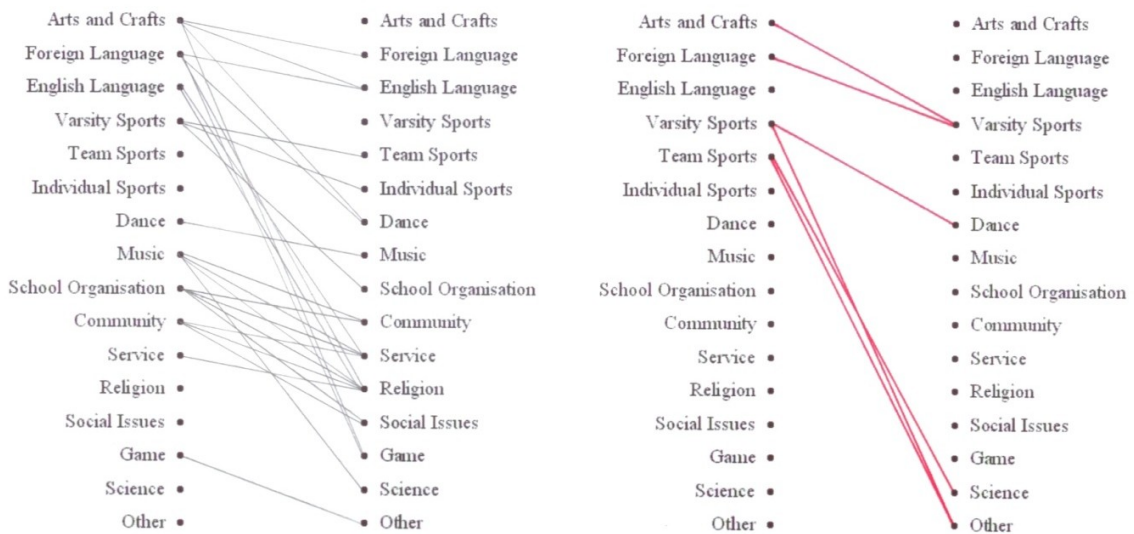 Arts and Crafts
Foreign Language
English Language
Varsity Sports
Team Sports
Individual Sports
Dance
Music
School Organisation
Community
Service
Religion
Social Issues
Game
Science
Other
Arts and Crafts
Foreign Language
English Language
Varsity Sports
Team Sports
Individual Sports
Dance
Music
School Organisation
Community
Service
Religion
Social Issues
Game
Science
Other
Arts and Crafts
Foreign Language
English Language
Varsity Sports
Team Sports
Individual Sports
Dance
Music
School Organisation
Community
Service
Religion
Social Issues
Game
Science
Other
Arts and Crafts
Foreign Language
English Language
Varsity Sports
Team Sports
Individual Sports
Dance
Music
School Organisation
Community
Service
Religion
Social Issues
Game
Science
Other